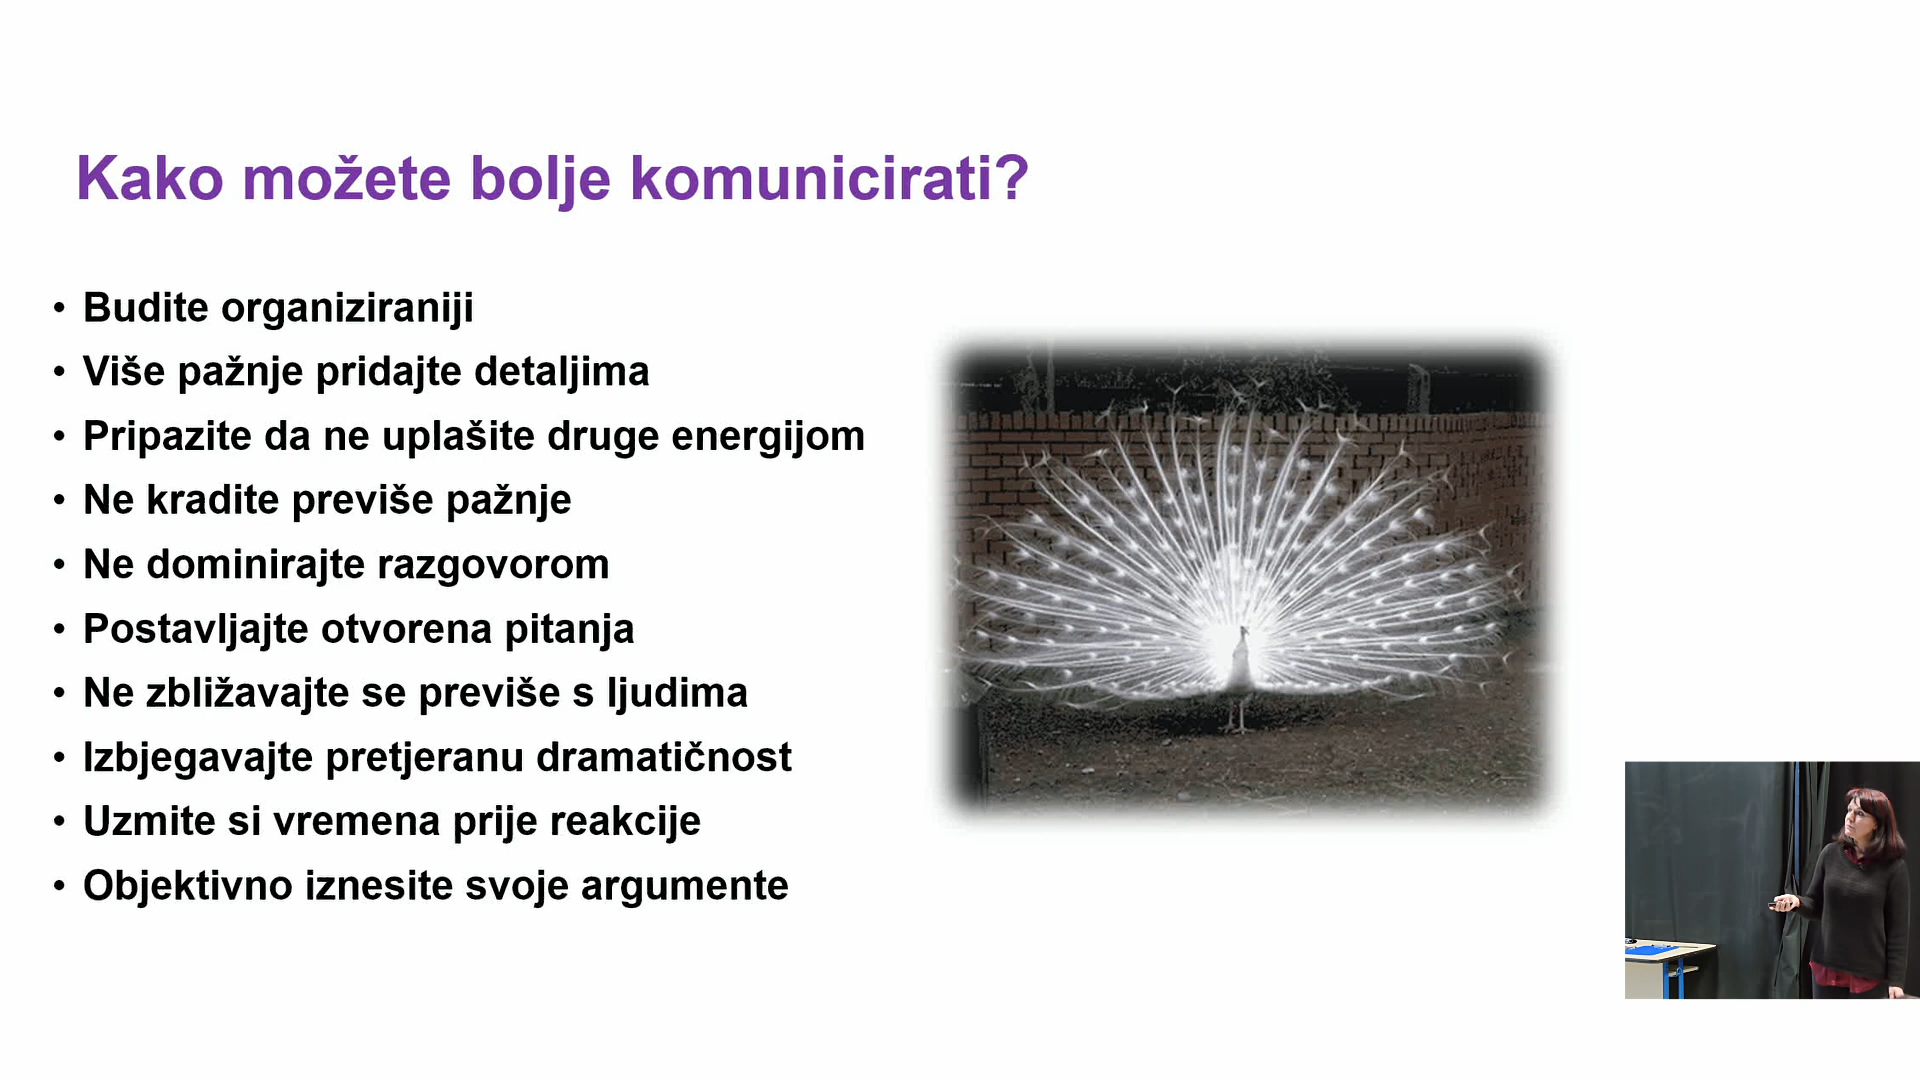 Kako možete bolje komunicirati?
• Budite organiziraniji
• Više pažnje pridajte detaljima
• Pripazite da ne uplašite druge energijom
• Ne kradite previše pažnje
• Ne dominirajte razgovorom
• Postavljajte otvorena pitanja
• Ne zbližavajte se previše s ljudima
• Izbjegavajte pretjeranu dramatičnost
• Uzmite si vremena prije reakcije
• Objektivno iznesite svoje argumente